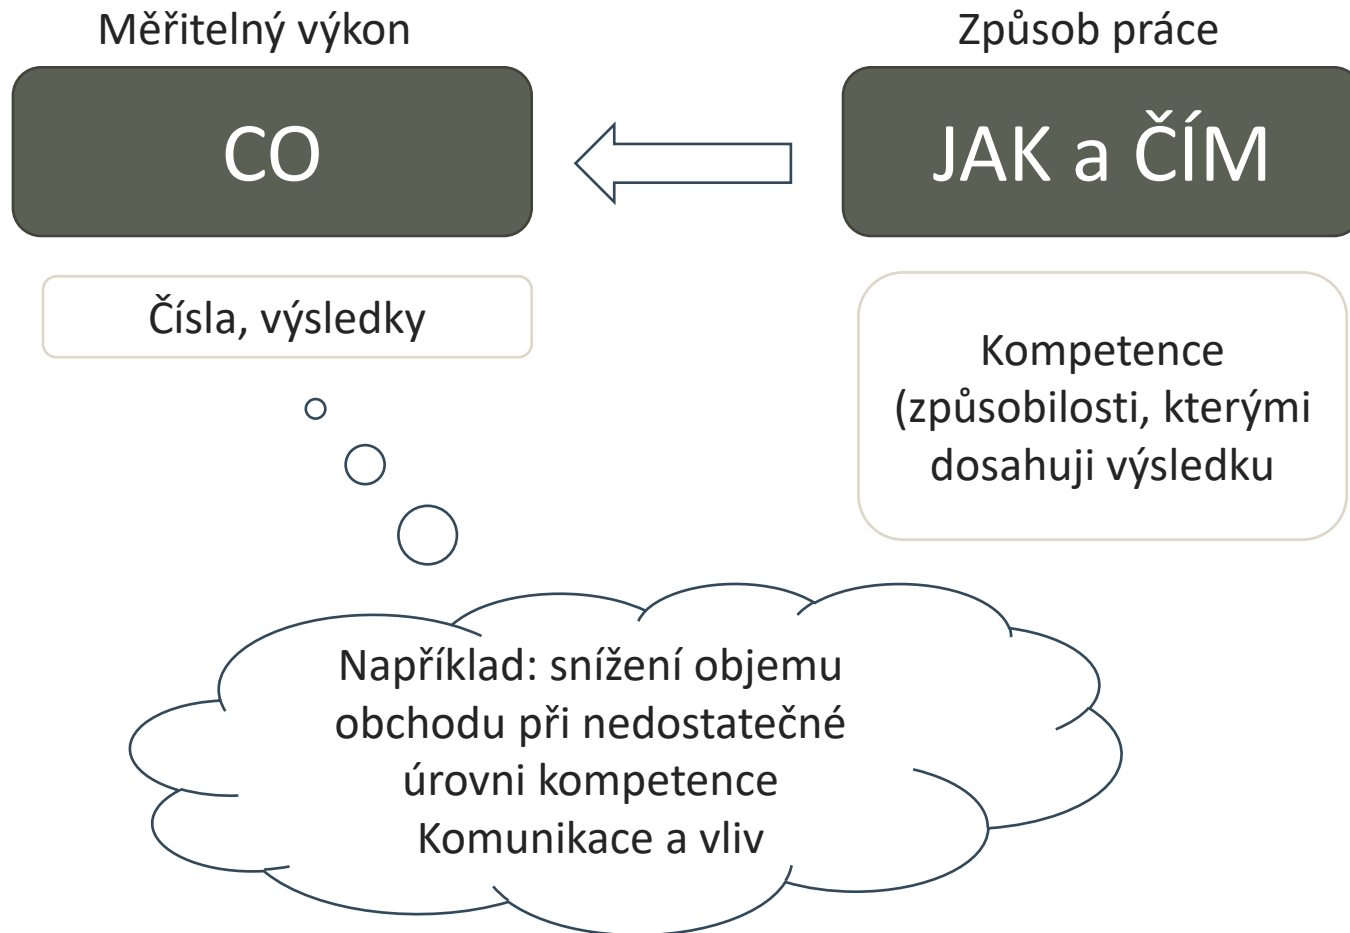 Měřitelný výkon
CO
Čísla, výsledky
Způsob práce
JAK a ČÍM
Kompetence
(způsobilosti, kterými
dosahuji výsledku
Například: snížení objemu
obchodu při nedostatečné
úrovni kompetence
Komunikace a vliv